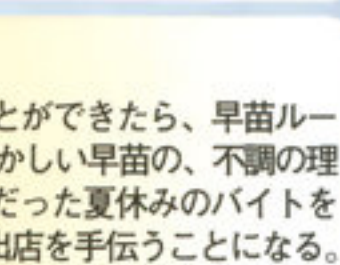 とができたら、早苗ルー
かしい早苗の、不調の理
だった夏休みのバイトを
出店を手伝うことになる。